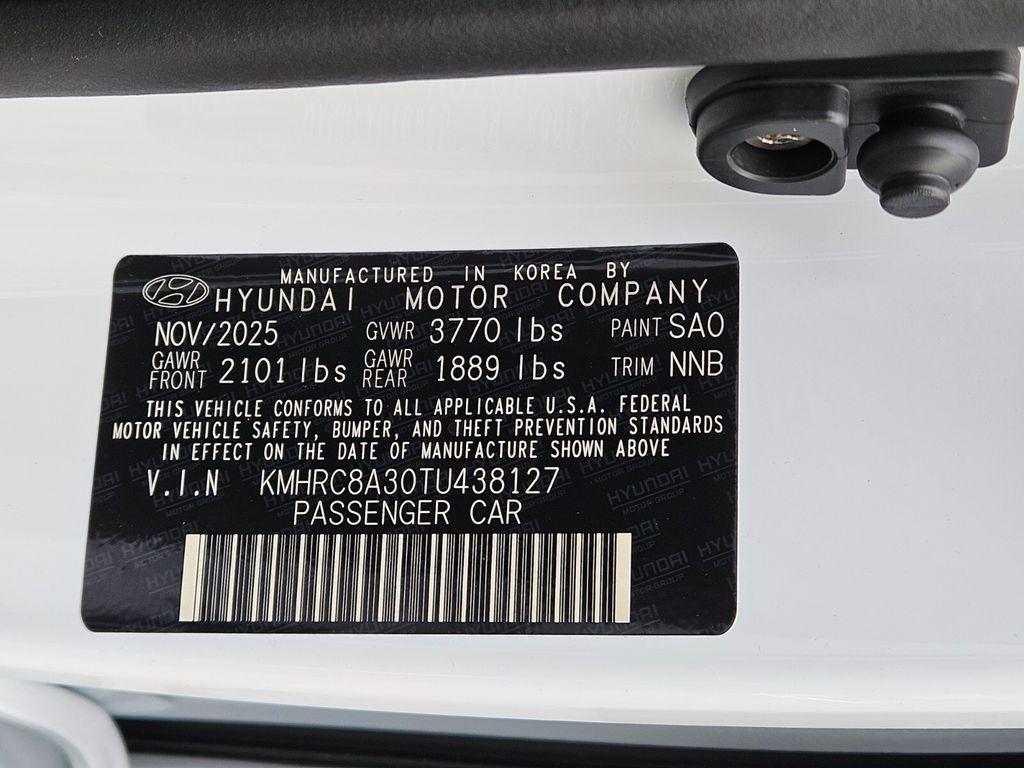 MANUFACTURED IN KOREA BY
HYUNDAI MOTOR COMPANY
NOV/2025 GVWR 3770 lbs PAINT SAO
GAWR FRONT 2101 lbs GAWR REAR 1889 lbs TRIM NNB
THIS VEHICLE CONFORMS TO ALL APPLICABLE U.S.A. FEDERAL
MOTOR VEHICLE SAFETY, BUMPER, AND THEFT PREVENTION STANDARDS
IN EFFECT ON THE DATE OF MANUFACTURE SHOWN ABOVE
V.I.N KMHRC8A30TU438127
PASSENGER CAR